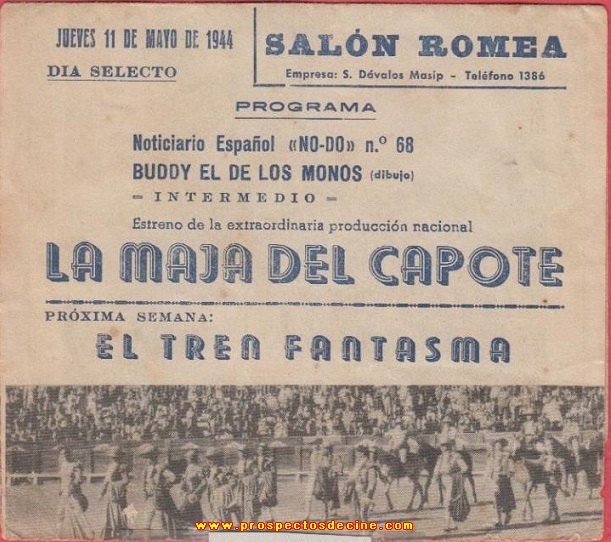 JUEVES 11 DE MAYO DE 1944
DIA SELECTO
SALÓN ROMEA
Empresa: S. Dávalos Masip - Teléfono 1386
PROGRAMA
Noticiario Español «NO-DO» n.º 68
BUDDY EL DE LOS MONOS (dibujo)
= INTERMEDIO =
Estreno de la extraordinaria producción nacional
LA MAJA DEL CAPOTE
PRÓXIMA SEMANA:
EL TREN FANTASMA
www.prospectosdecine.com